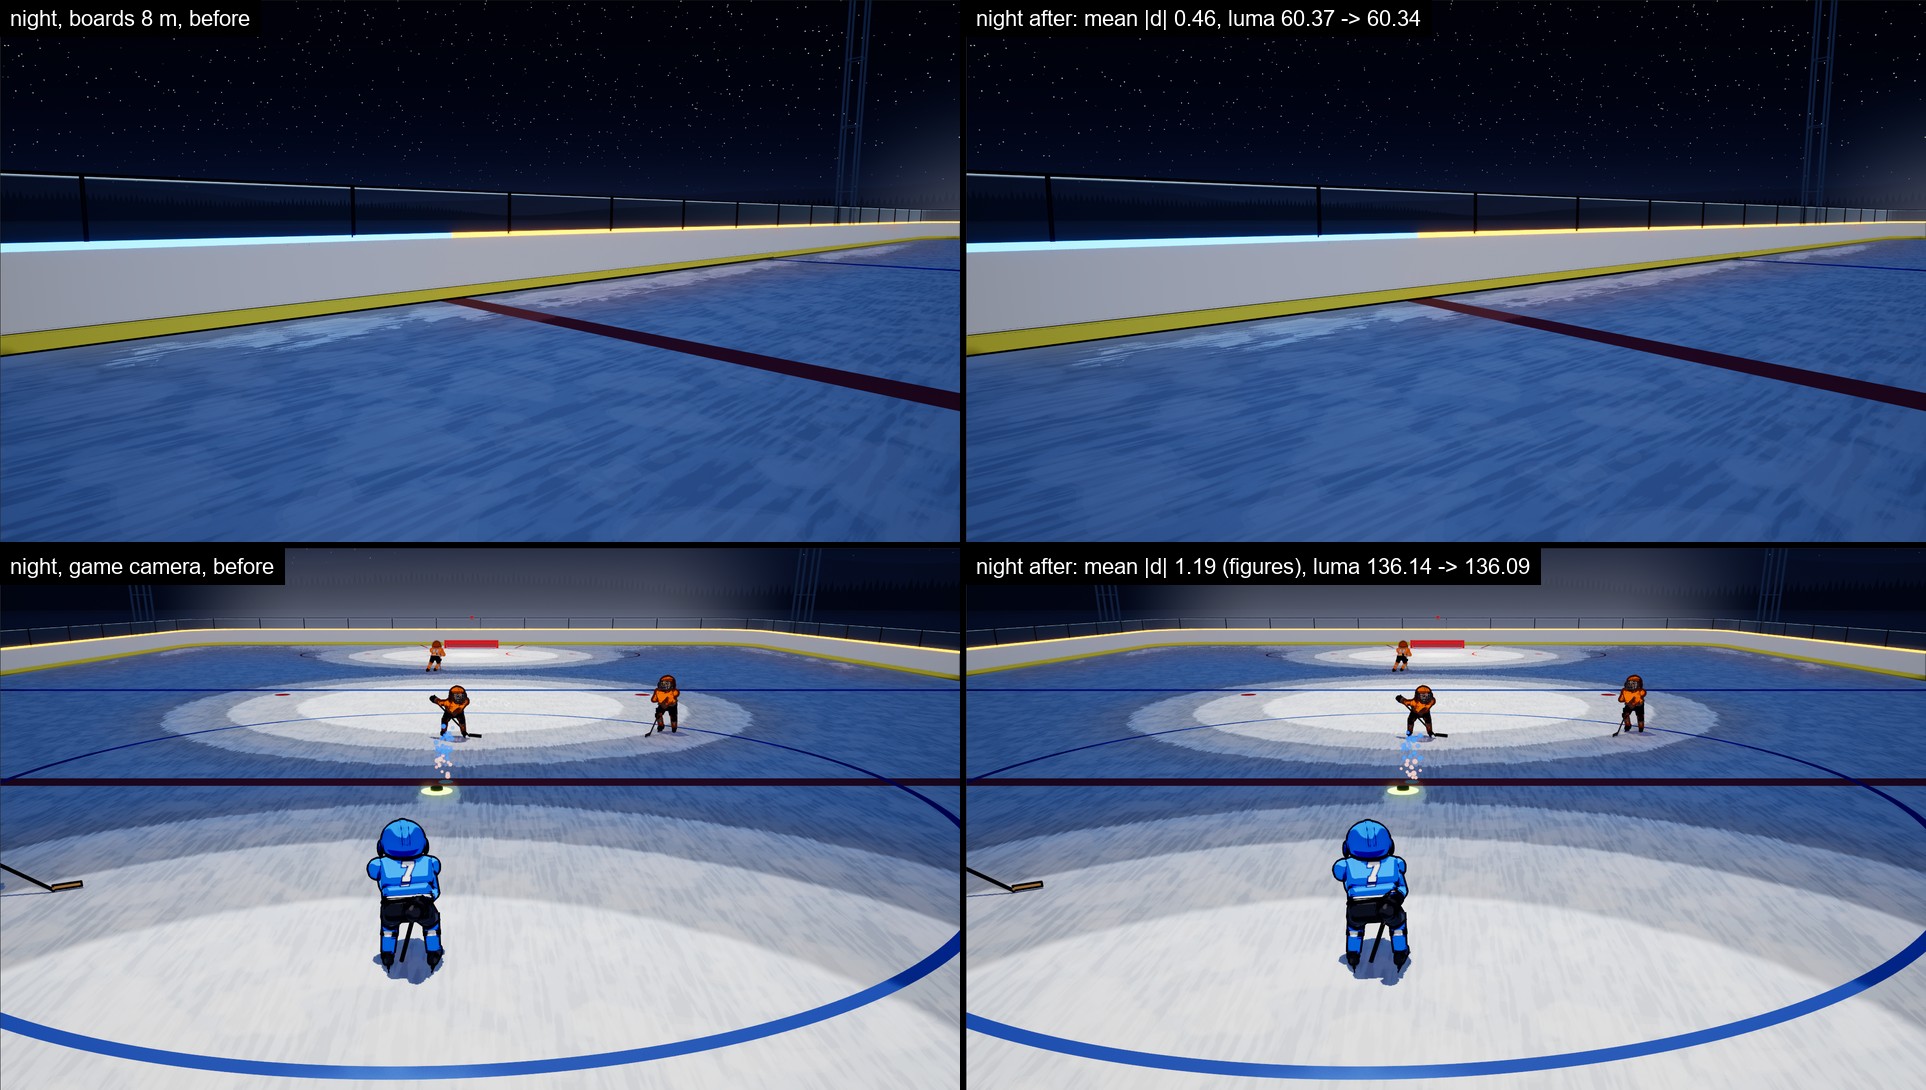 night, boards 8 m, before
night after: mean |d| 0.46, luma 60.37 -> 60.34
night, game camera, before
night after: mean |d| 1.19 (figures), luma 136.14 -> 136.09
7
7